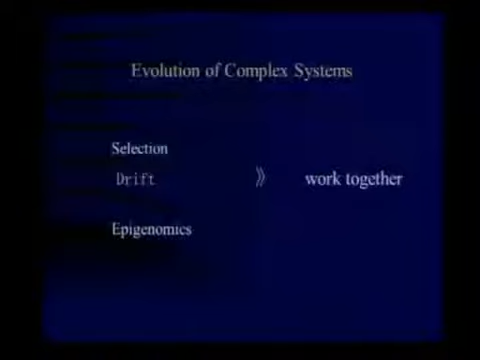 Evolution of Complex Systems
Selection
Drift 》 work together
Epigenomics